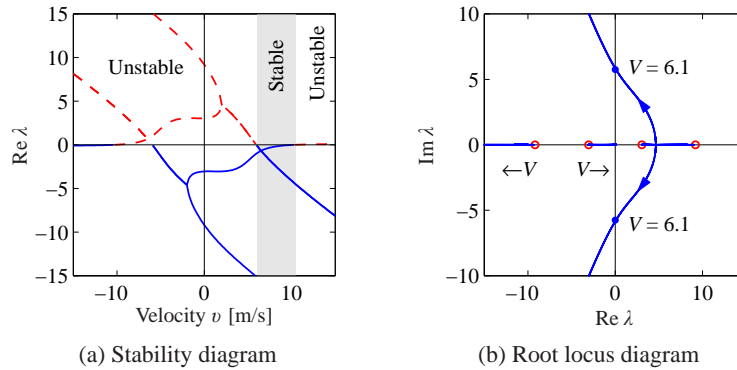 15
10
5
0
−5
−10
−15
Re λ
Unstable
Stable
Unstable
−10
0
10
Velocity υ [m/s]
(a) Stability diagram
10
5
0
−5
−10
Im λ
V = 6.1
←V
V→
V = 6.1
−10
0
10
Re λ
(b) Root locus diagram